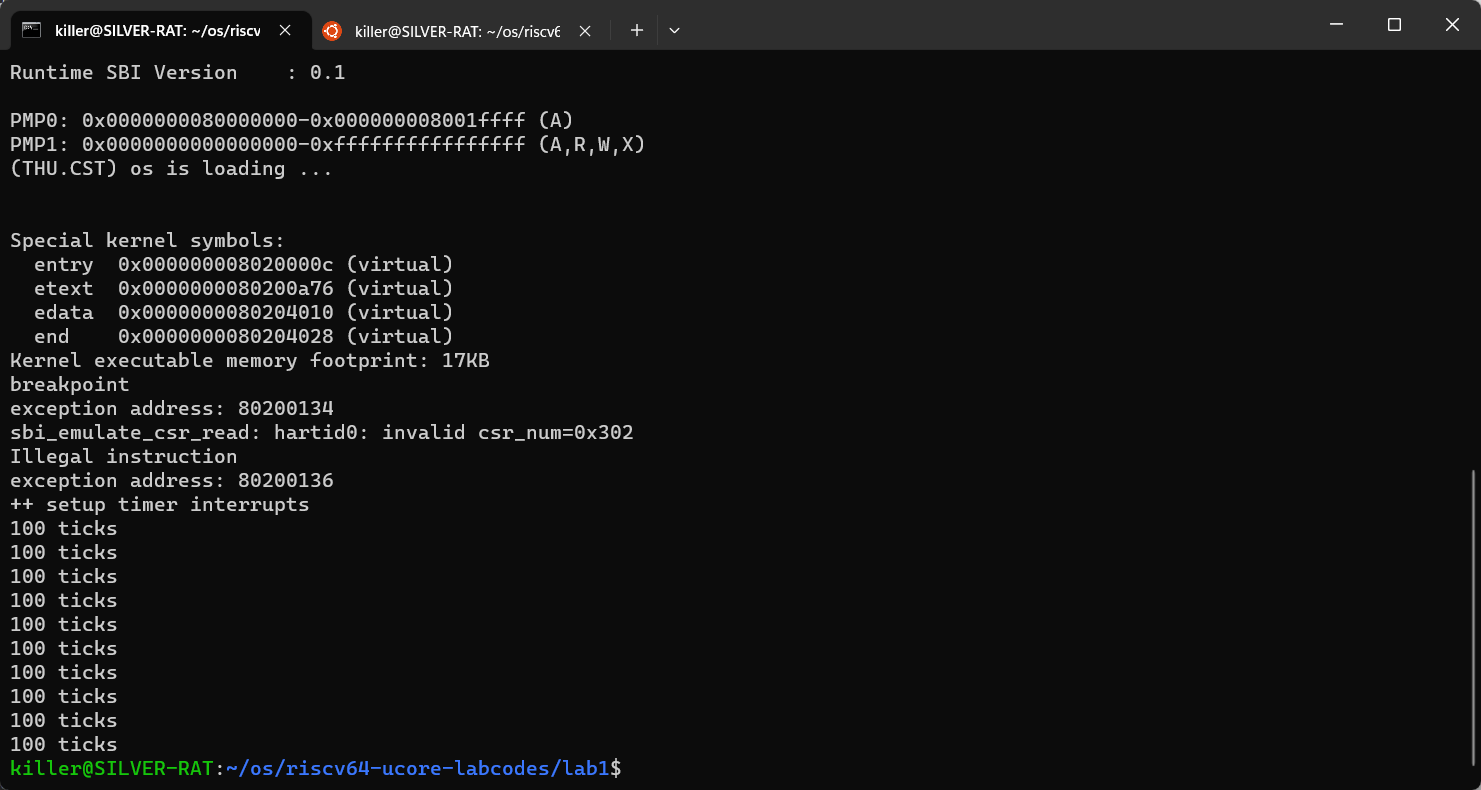 killer@SILVER-RAT: ~/os/riscv
killer@SILVER-RAT: ~/os/riscv6
Runtime SBI Version    : 0.1
PMP0: 0x0000000080000000-0x000000008001ffff (A)
PMP1: 0x0000000000000000-0xffffffffffffffff (A,R,W,X)
(THU.CST) os is loading ...
Special kernel symbols:
  entry  0x000000008020000c (virtual)
  etext  0x0000000080200a76 (virtual)
  edata  0x0000000080204010 (virtual)
  end    0x0000000080204028 (virtual)
Kernel executable memory footprint: 17KB
breakpoint
exception address: 80200134
sbi_emulate_csr_read: hartid0: invalid csr_num=0x302
Illegal instruction
exception address: 80200136
++ setup timer interrupts
100 ticks
100 ticks
100 ticks
100 ticks
100 ticks
100 ticks
100 ticks
100 ticks
100 ticks
100 ticks
killer@SILVER-RAT:~/os/riscv64-ucore-labcodes/lab1$